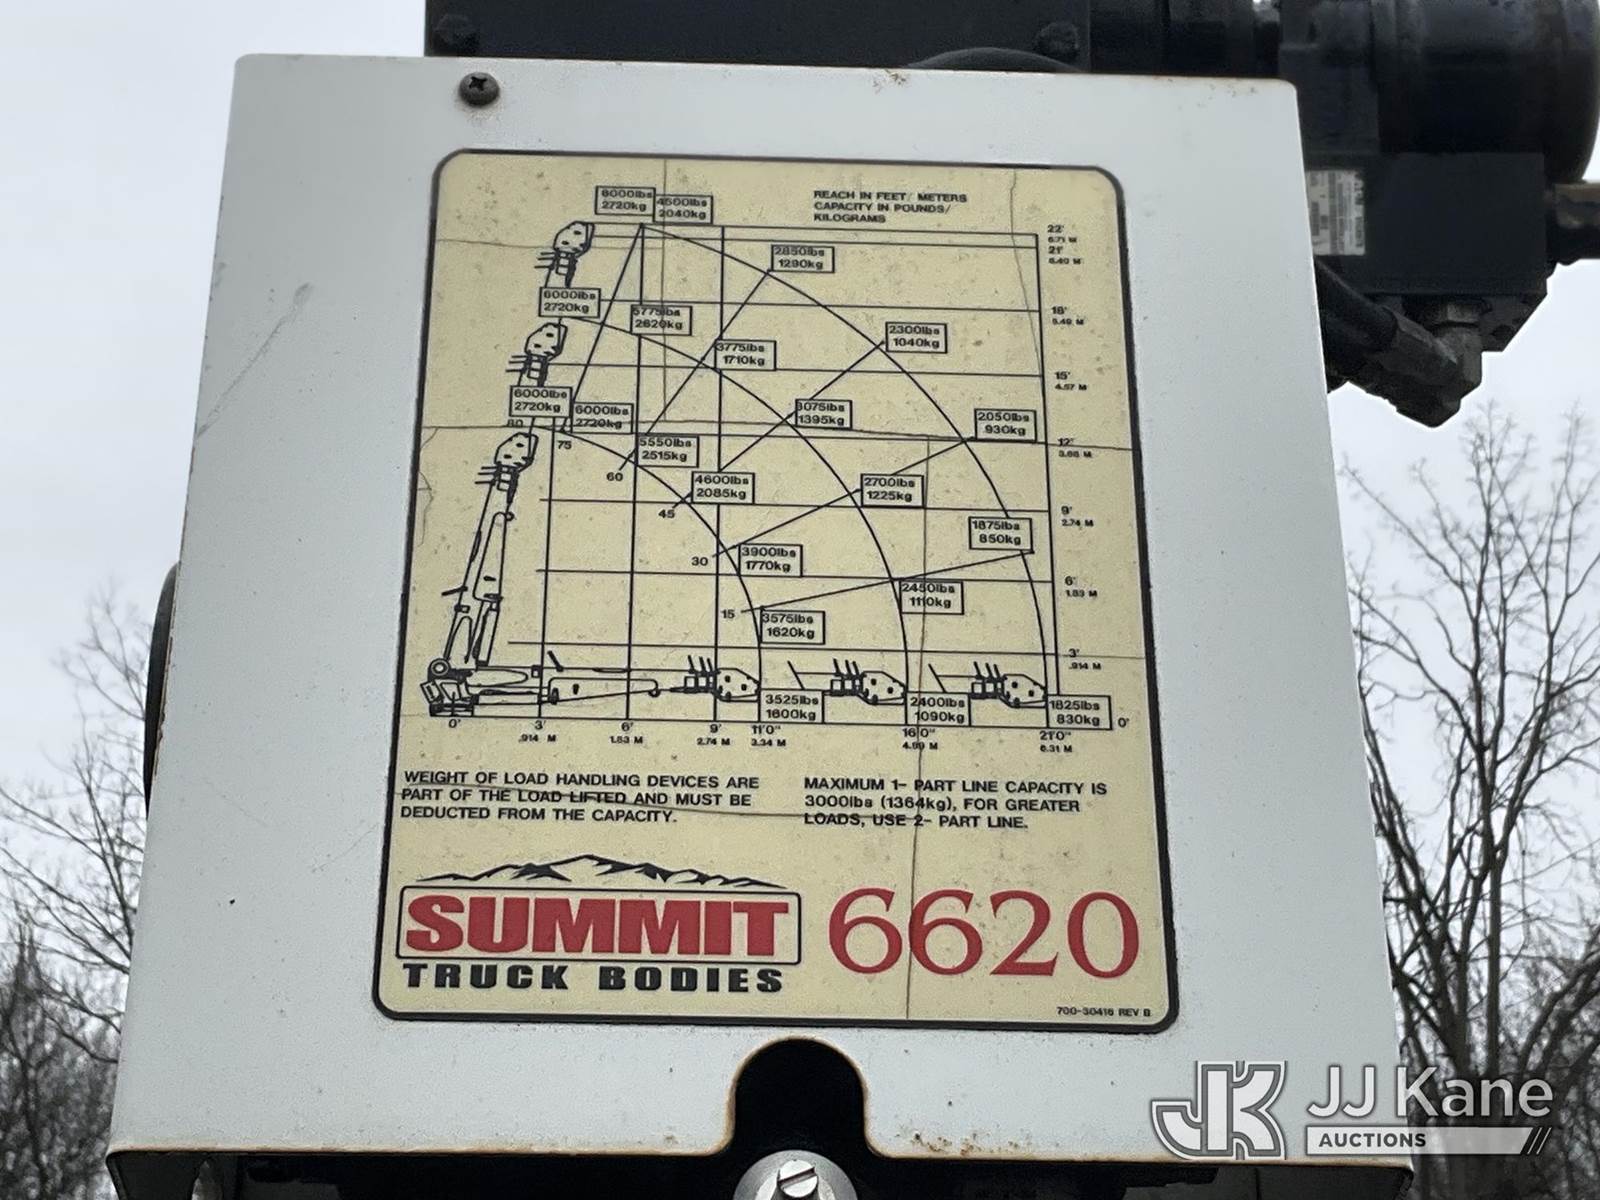 REACH IN FEET/ METERS
CAPACITY IN POUNDS/
KILOGRAMS
6000lbs
2720kg
4500lbs
2040kg
2850lbs
1290kg
2300lbs
1040kg
2050lbs
930kg
1875lbs
850kg
1825lbs
830kg
6000lbs
2720kg
5775lbs
2620kg
3775lbs
1710kg
3075lbs
1395kg
2700lbs
1225kg
2450lbs
1110kg
2400lbs
1090kg
6000lbs
2720kg
6000lbs
2720kg
5550lbs
2515kg
4600lbs
2085kg
3900lbs
1770kg
3575lbs
1620kg
3525lbs
1600kg
80
75
60
45
30
15
22'
6.71 M
21'
6.40 M
18'
5.49 M
15'
4.57 M
12'
3.66 M
9'
2.74 M
6'
1.83 M
3'
.914 M
0'
0' 3' 6' 9' 11'0" 16'0" 21'0"
.914 M 1.83 M 2.74 M 3.34 M 4.89 M 6.31 M
WEIGHT OF LOAD HANDLING DEVICES ARE
PART OF THE LOAD LIFTED AND MUST BE
DEDUCTED FROM THE CAPACITY.
MAXIMUM 1- PART LINE CAPACITY IS
3000lbs (1364kg), FOR GREATER
LOADS, USE 2- PART LINE.
SUMMIT
TRUCK BODIES
6620
700-30416 REV B
JK JJ Kane
AUCTIONS